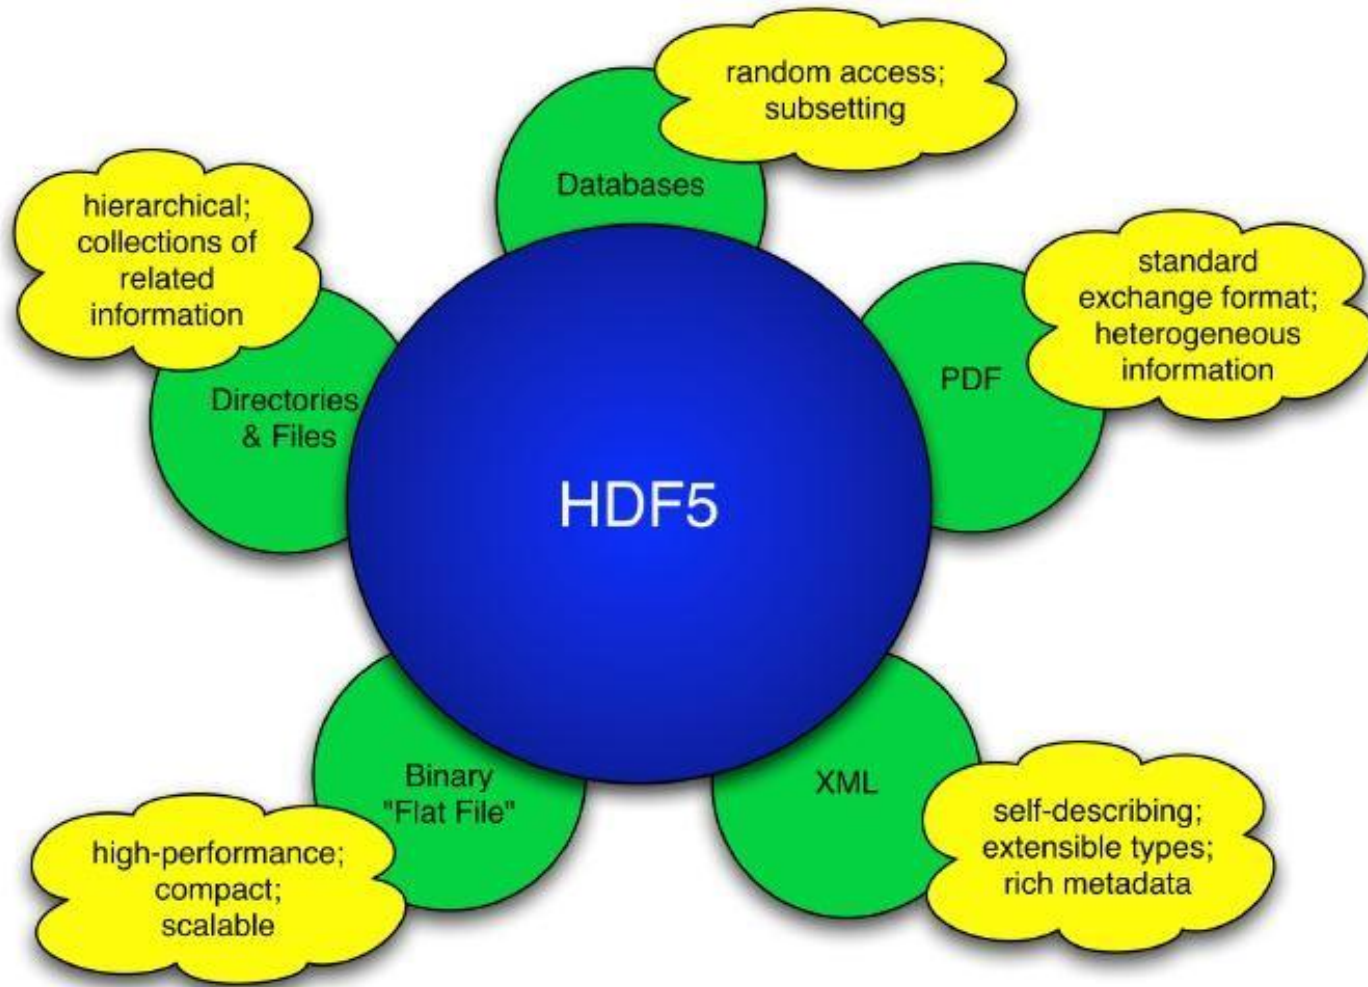 random access;
subsetting
Databases
hierarchical;
collections of
related
information
Directories
& Files
standard
exchange format;
heterogeneous
information
PDF
HDF5
Binary
"Flat File"
high-performance;
compact;
scalable
XML
self-describing;
extensible types;
rich metadata